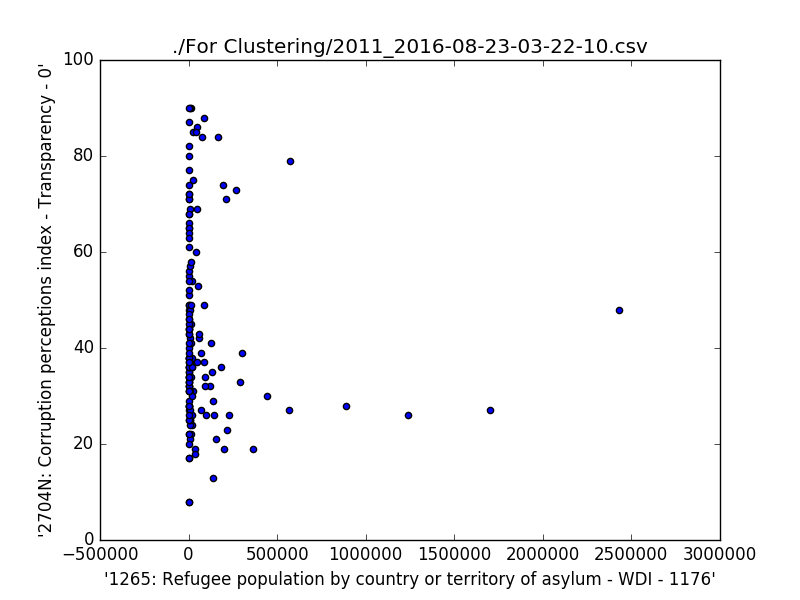 ./For Clustering/2011_2016-08-23-03-22-10.csv
100
80
60
40
20
0
'2704N: Corruption perceptions index - Transparency - 0'
−500000 0 500000 1000000 1500000 2000000 2500000 3000000
'1265: Refugee population by country or territory of asylum - WDI - 1176'